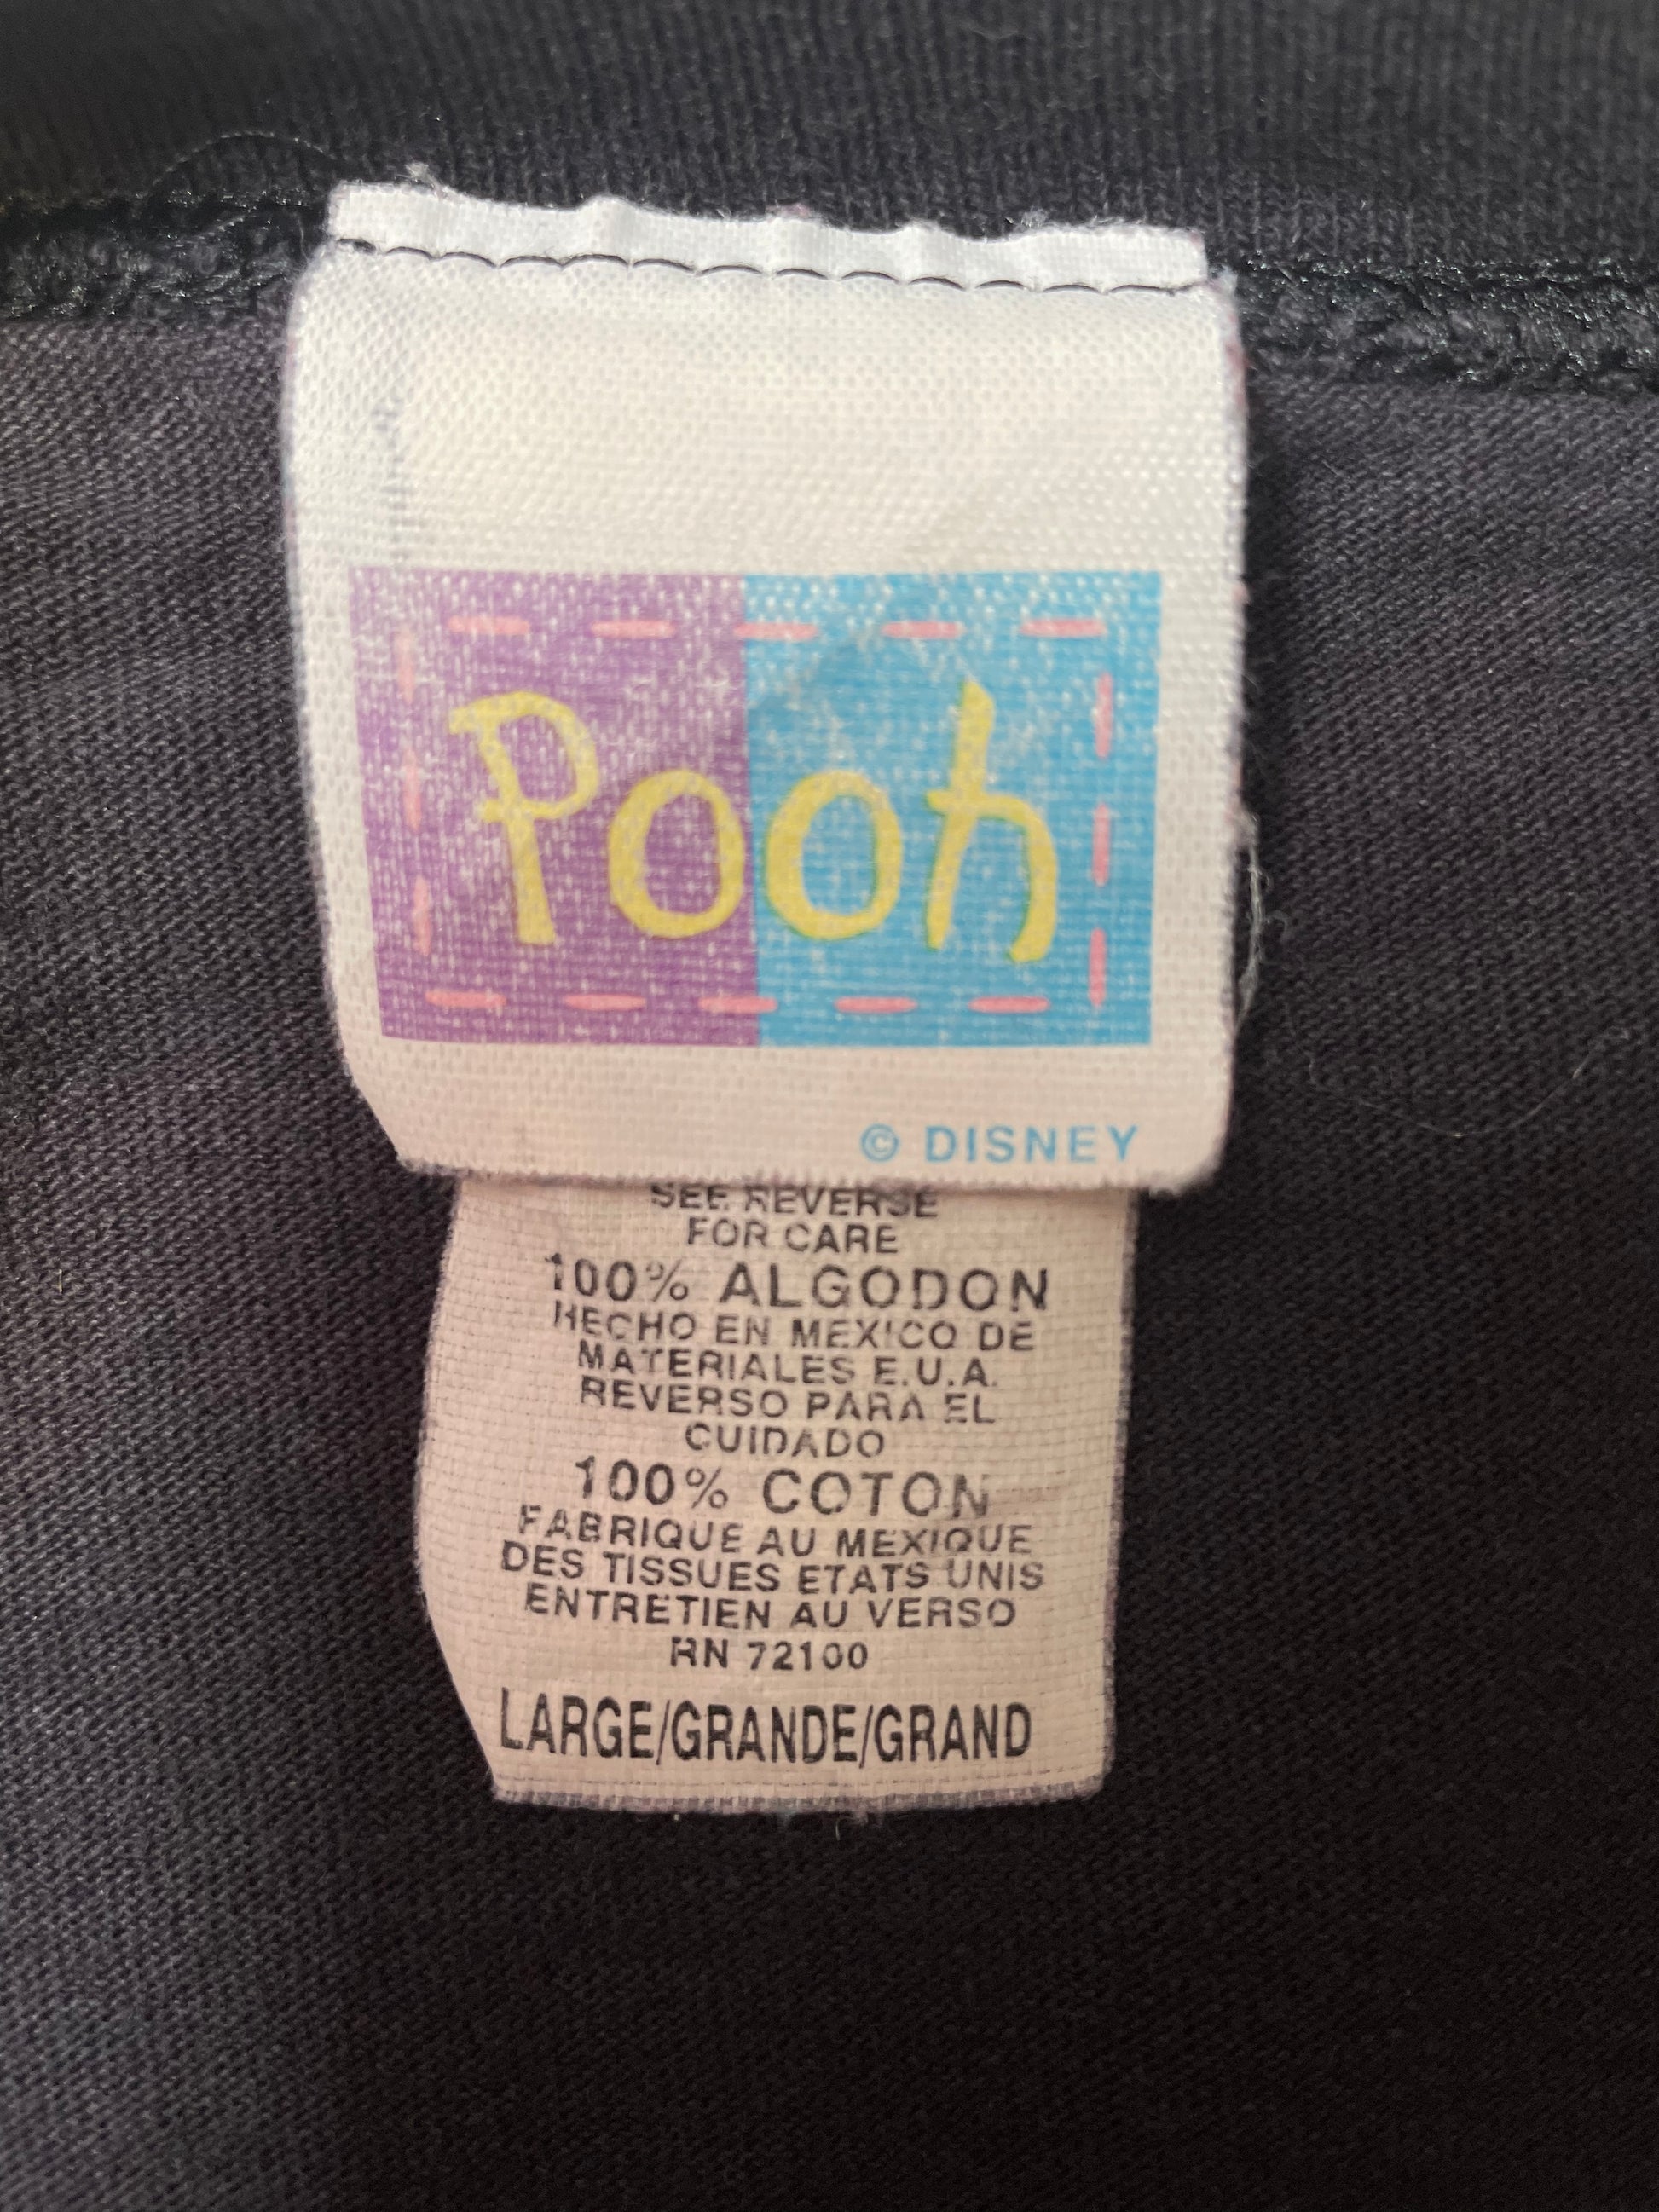 Pooh
© DISNEY
SEE REVERSE
FOR CARE
100% ALGODON
HECHO EN MEXICO DE
MATERIALES E.U.A.
REVERSO PARA EL
CUIDADO
100% COTON
FABRIQUE AU MEXIQUE
DES TISSUES ETATS UNIS
ENTRETIEN AU VERSO
RN 72100
LARGE/GRANDE/GRAND